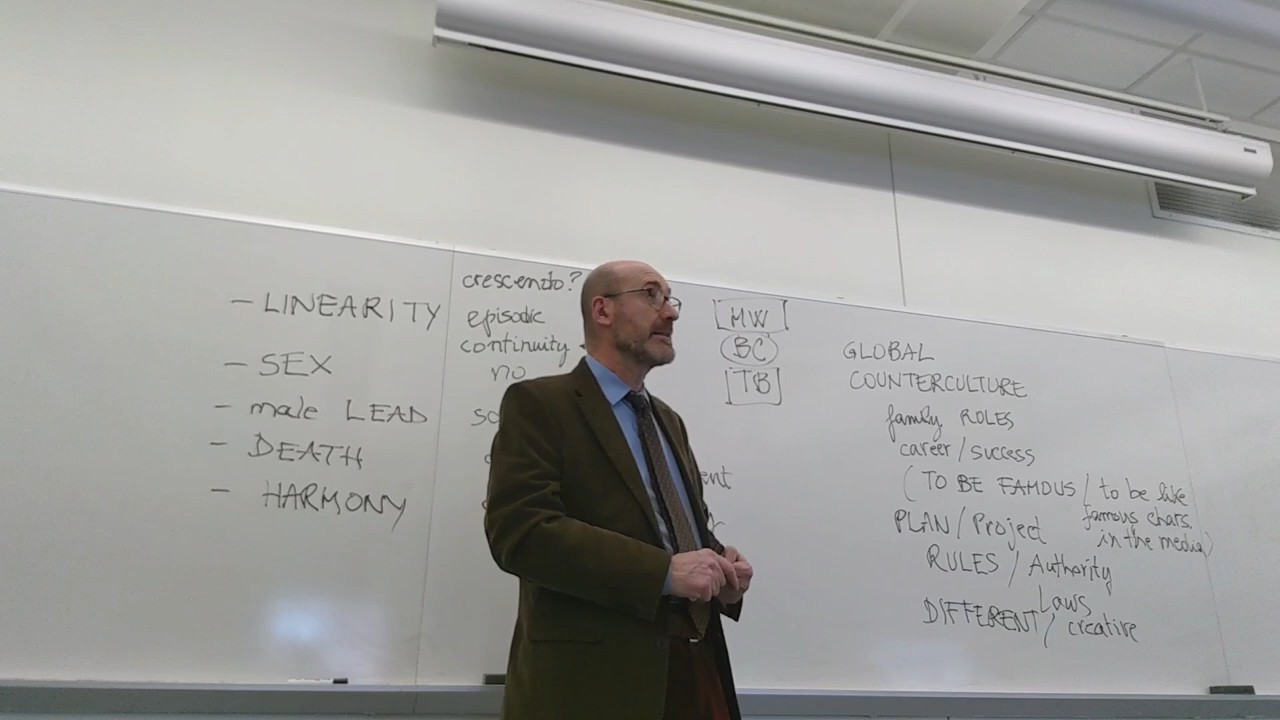 - LINEARITY
- SEX
- male LEAD
- DEATH
- HARMONY
crescendo?
episodic
continuity
no
MW
BC
TB
GLOBAL
COUNTERCULTURE
family ROLES
career/success
(TO BE FAMOUS / to be like
famous chars.
in the media)
PLAN/Project
RULES / Authority
Laws
DIFFERENT / creative